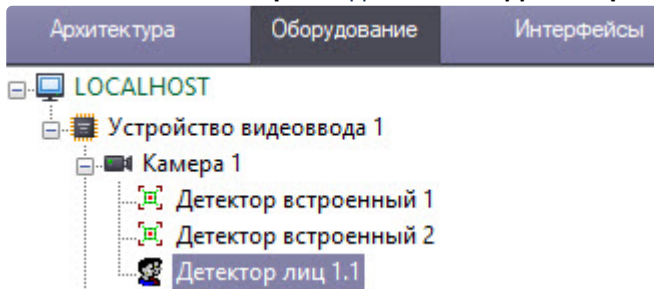 Архитектура Оборудование Интерфейсы
LOCALHOST
Устройство видеоввода 1
Камера 1
Детектор встроенный 1
Детектор встроенный 2
Детектор лиц 1.1